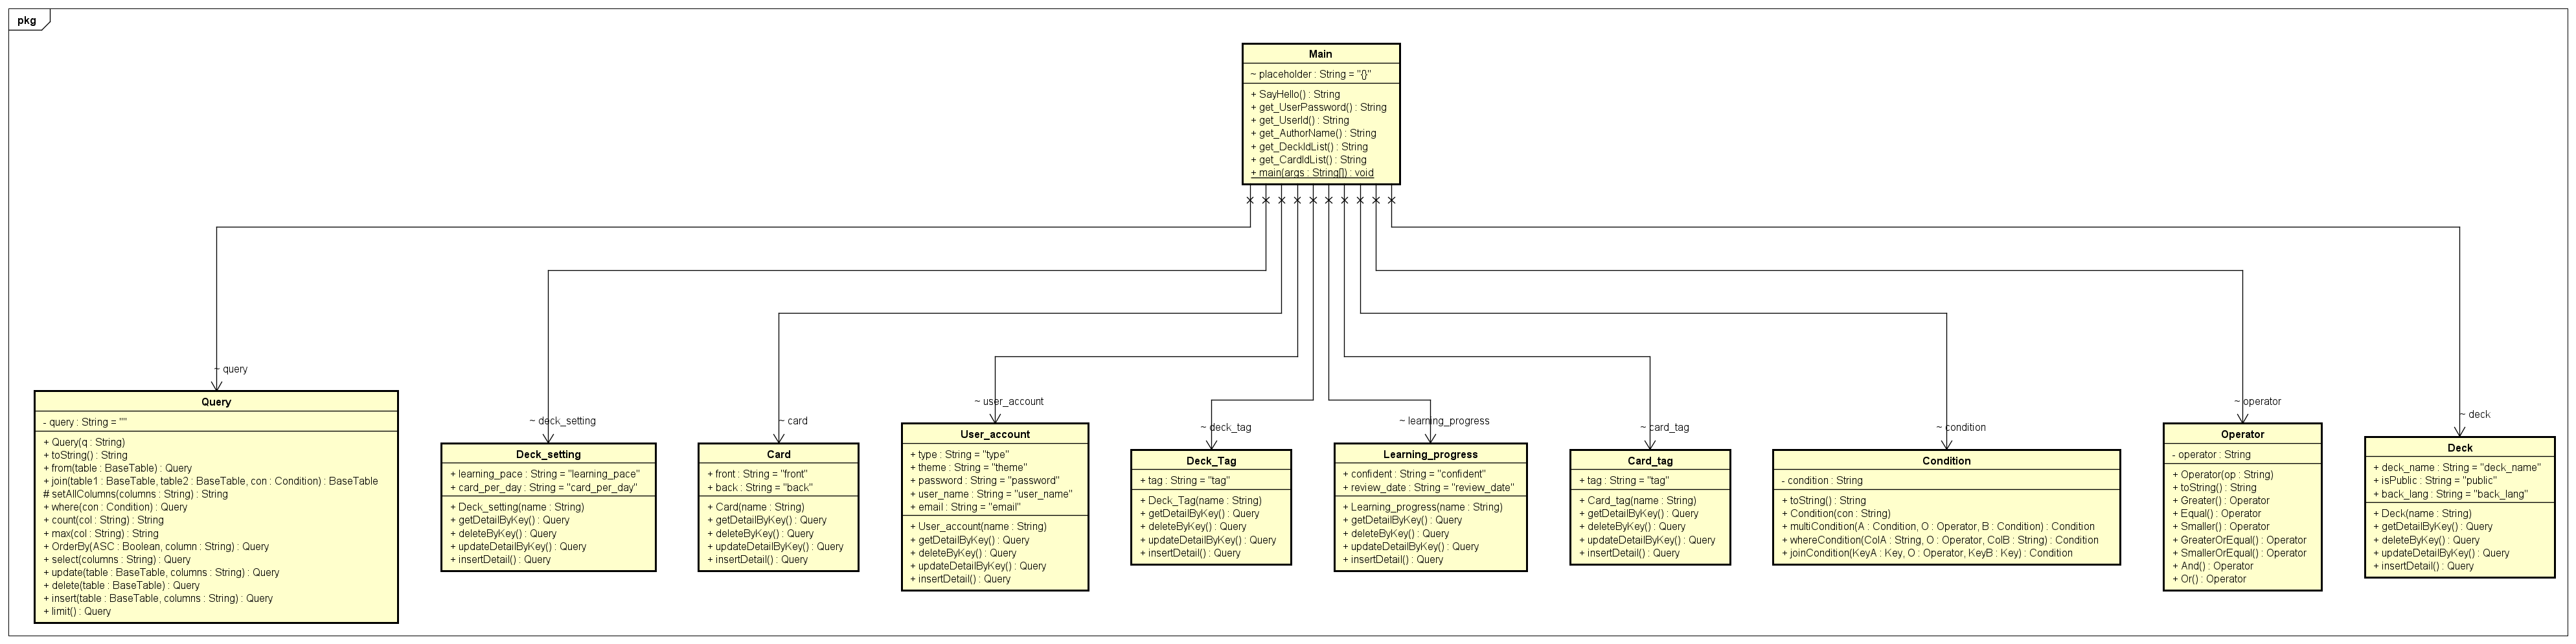 pkg
Main
~ placeholder : String = "{}"
+ SayHello() : String
+ get_UserPassword() : String
+ get_UserId() : String
+ get_AuthorName() : String
+ get_DeckIdList() : String
+ get_CardIdList() : String
+ main(args : String[]) : void
~ query
Query
- query : String = ""
+ Query(q : String)
+ toString() : String
+ from(table : BaseTable) : Query
+ join(table1 : BaseTable, table2 : BaseTable, con : Condition) : BaseTable
# setAllColumns(columns : String) : String
+ where(con : Condition) : Query
+ count(col : String) : String
+ max(col : String) : String
+ OrderBy(ASC : Boolean, column : String) : Query
+ select(columns : String) : Query
+ update(table : BaseTable, columns : String) : Query
+ delete(table : BaseTable) : Query
+ insert(table : BaseTable, columns : String) : Query
+ limit() : Query
~ deck_setting
Deck_setting
+ learning_pace : String = "learning_pace"
+ card_per_day : String = "card_per_day"
+ Deck_setting(name : String)
+ getDetailByKey() : Query
+ deleteByKey() : Query
+ updateDetailByKey() : Query
+ insertDetail() : Query
~ card
Card
+ front : String = "front"
+ back : String = "back"
+ Card(name : String)
+ getDetailByKey() : Query
+ deleteByKey() : Query
+ updateDetailByKey() : Query
+ insertDetail() : Query
~ user_account
User_account
+ type : String = "type"
+ theme : String = "theme"
+ password : String = "password"
+ user_name : String = "user_name"
+ email : String = "email"
+ User_account(name : String)
+ getDetailByKey() : Query
+ deleteByKey() : Query
+ updateDetailByKey() : Query
+ insertDetail() : Query
~ deck_tag
Deck_Tag
+ tag : String = "tag"
+ Deck_Tag(name : String)
+ getDetailByKey() : Query
+ deleteByKey() : Query
+ updateDetailByKey() : Query
+ insertDetail() : Query
~ learning_progress
Learning_progress
+ confident : String = "confident"
+ review_date : String = "review_date"
+ Learning_progress(name : String)
+ getDetailByKey() : Query
+ deleteByKey() : Query
+ updateDetailByKey() : Query
+ insertDetail() : Query
~ card_tag
Card_tag
+ tag : String = "tag"
+ Card_tag(name : String)
+ getDetailByKey() : Query
+ deleteByKey() : Query
+ updateDetailByKey() : Query
+ insertDetail() : Query
~ condition
Condition
- condition : String
+ toString() : String
+ Condition(con : String)
+ multiCondition(A : Condition, O : Operator, B : Condition) : Condition
+ whereCondition(ColA : String, O : Operator, ColB : String) : Condition
+ joinCondition(KeyA : Key, O : Operator, KeyB : Key) : Condition
~ operator
Operator
- operator : String
+ Operator(op : String)
+ toString() : String
+ Greater() : Operator
+ Equal() : Operator
+ Smaller() : Operator
+ GreaterOrEqual() : Operator
+ SmallerOrEqual() : Operator
+ And() : Operator
+ Or() : Operator
~ deck
Deck
+ deck_name : String = "deck_name"
+ isPublic : String = "public"
+ back_lang : String = "back_lang"
+ Deck(name : String)
+ getDetailByKey() : Query
+ deleteByKey() : Query
+ updateDetailByKey() : Query
+ insertDetail() : Query